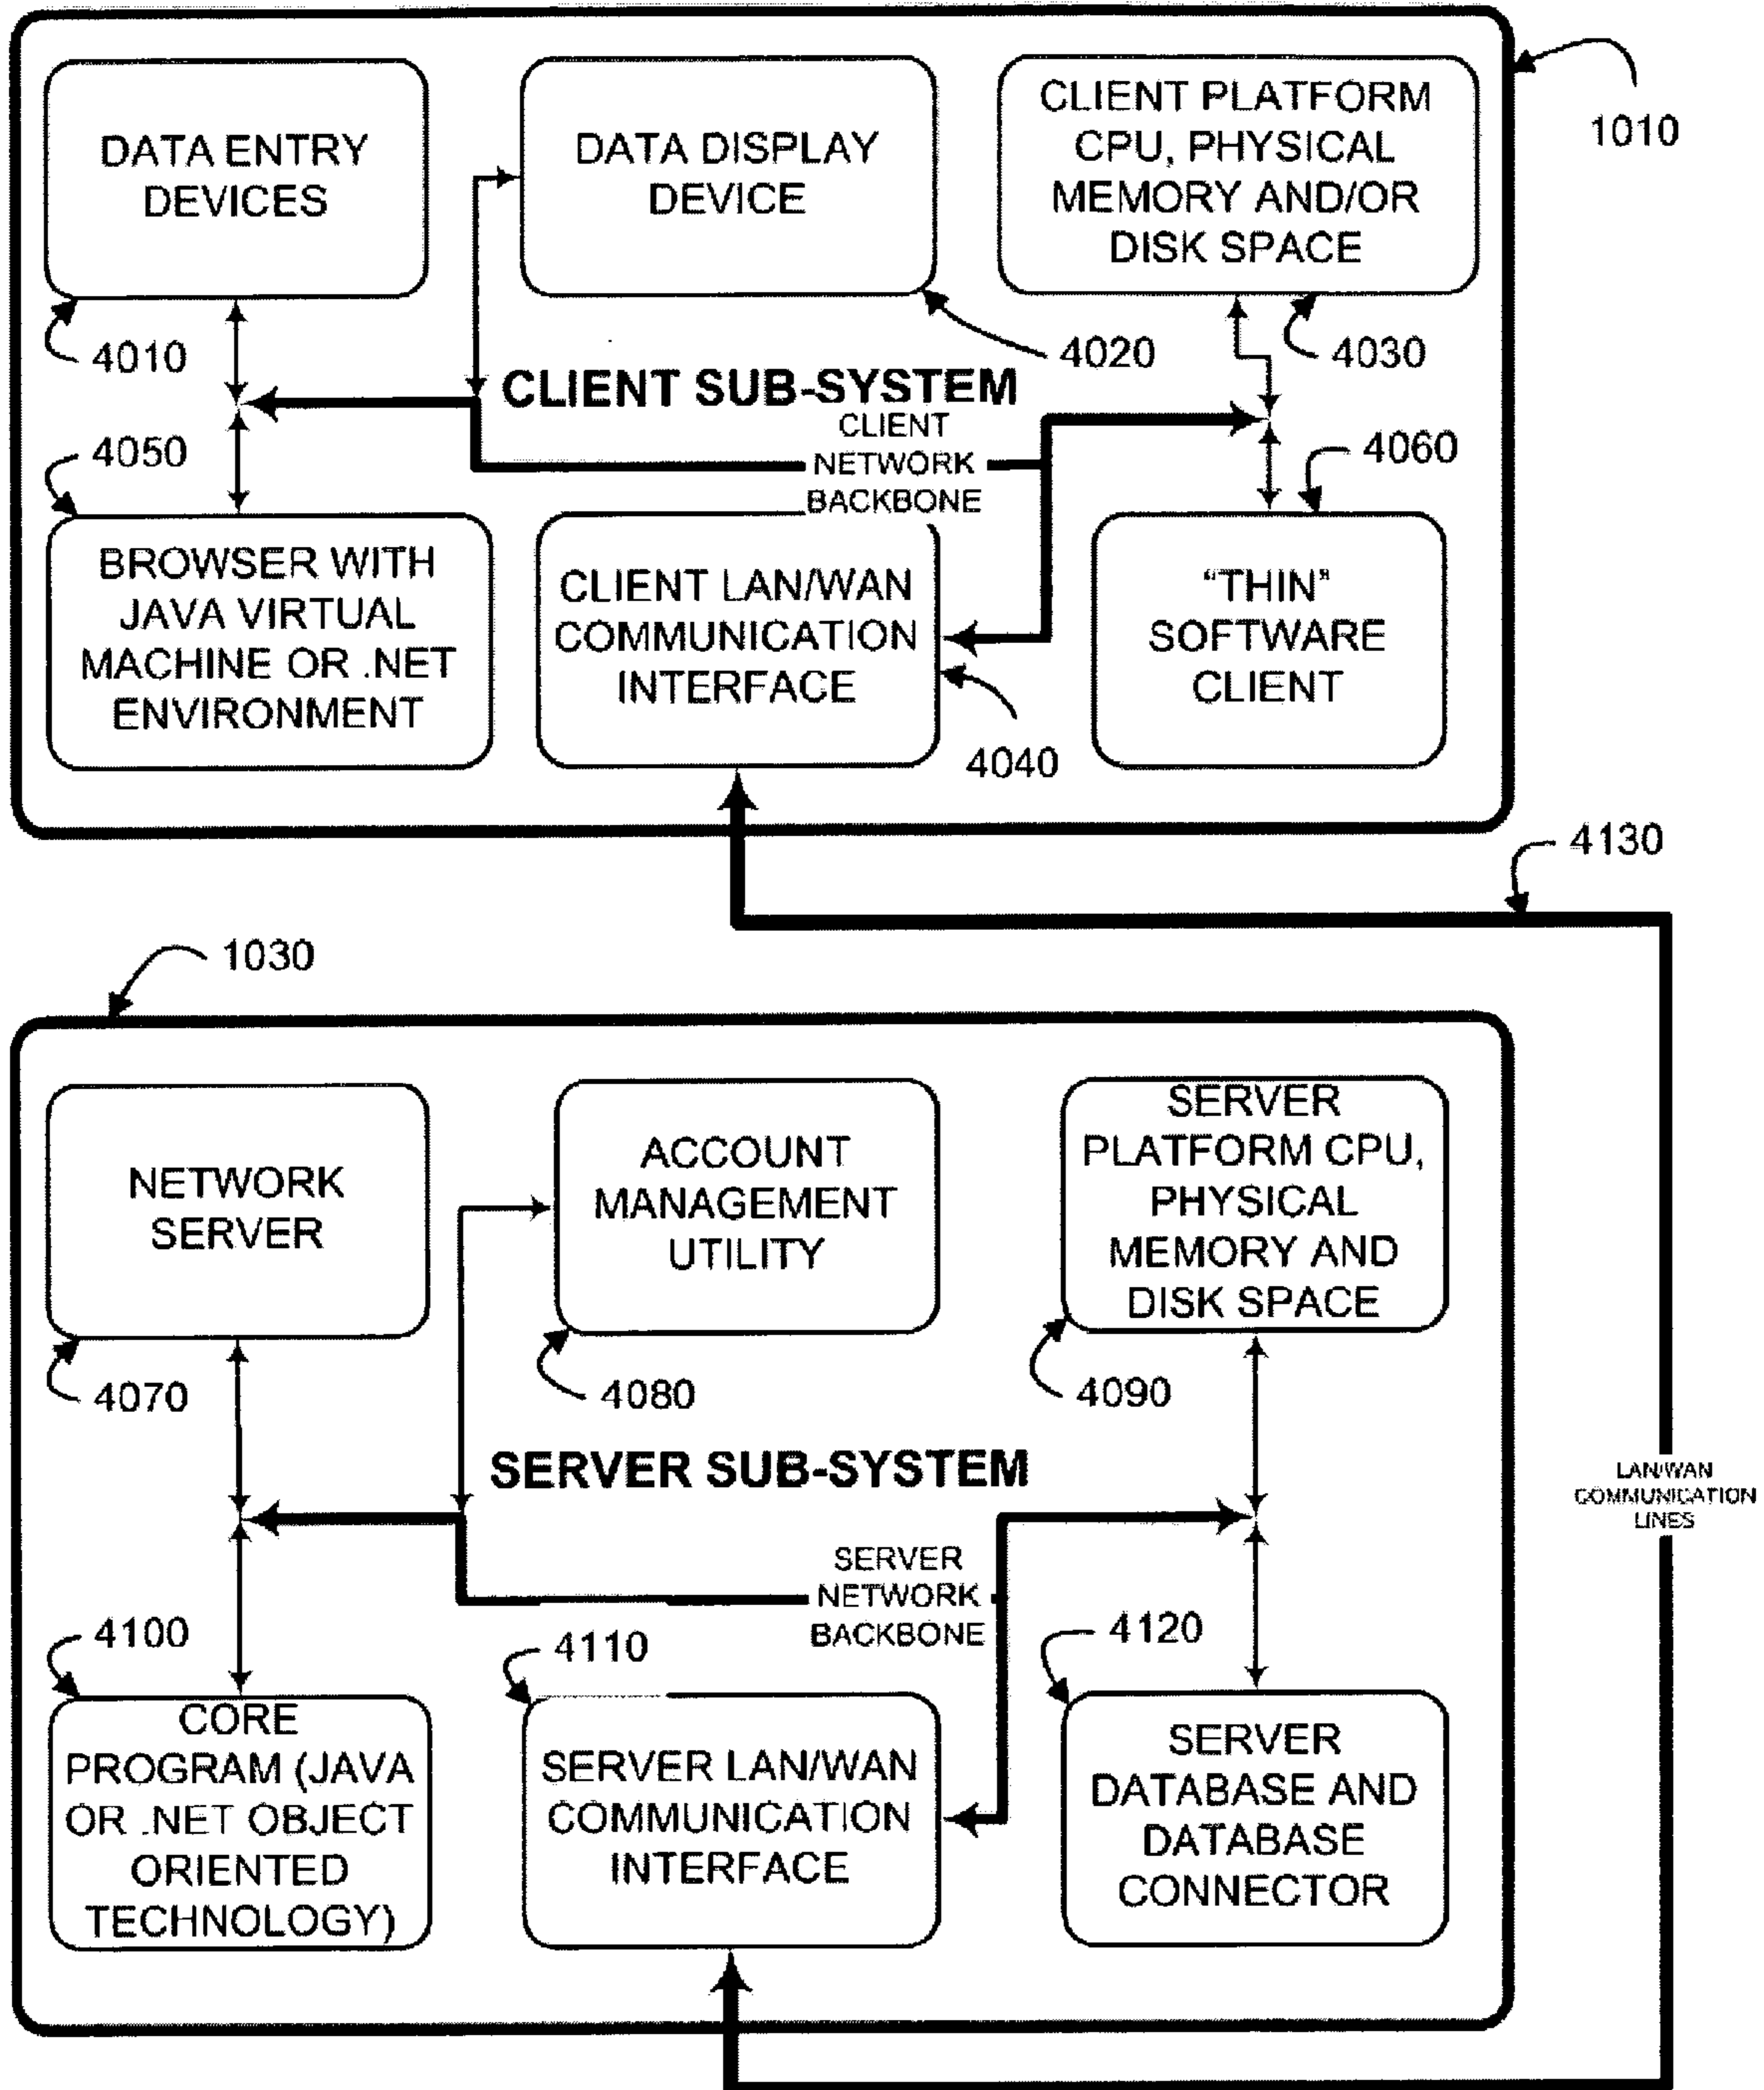 DATA ENTRY
DEVICES
DATA DISPLAY
DEVICE
CLIENT PLATFORM
CPU, PHYSICAL
MEMORY AND/OR
DISK SPACE
1010
4010
4020
4030
CLIENT SUB-SYSTEM
CLIENT
NETWORK
BACKBONE
4050
4060
BROWSER WITH
JAVA VIRTUAL
MACHINE OR .NET
ENVIRONMENT
CLIENT LAN/WAN
COMMUNICATION
INTERFACE
"THIN"
SOFTWARE
CLIENT
4040
4130
1030
NETWORK
SERVER
ACCOUNT
MANAGEMENT
UTILITY
SERVER
PLATFORM CPU,
PHYSICAL
MEMORY AND
DISK SPACE
4070
4080
4090
SERVER SUB-SYSTEM
LAN/WAN
COMMUNICATION
LINES
SERVER
NETWORK
BACKBONE
4100
4110
4120
CORE
PROGRAM (JAVA
OR .NET OBJECT
ORIENTED
TECHNOLOGY)
SERVER LAN/WAN
COMMUNICATION
INTERFACE
SERVER
DATABASE AND
DATABASE
CONNECTOR